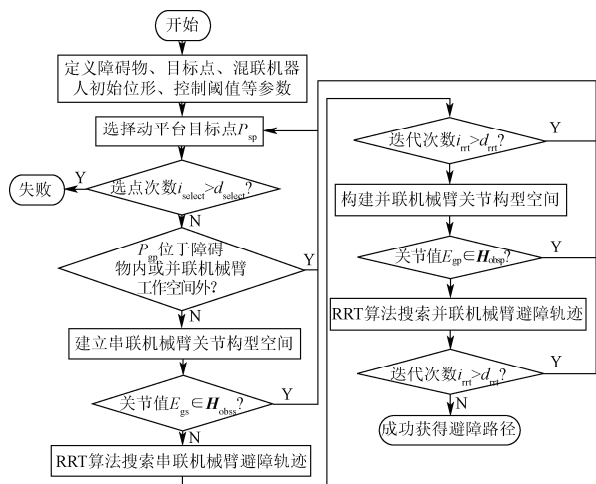 开始
定义障碍物、目标点、混联机器
人初始位形、控制阈值等参数
选择动平台目标点Psp
选点次数iselect>dselect?
Y
失败
N
Pgp位于障碍
物内或并联机械臂
工作空间外?
Y
N
建立串联机械臂关节构型空间
关节值Egs∈Hobss?
Y
N
RRT算法搜索串联机械臂避障轨迹
迭代次数irrt>drrt?
Y
N
构建并联机械臂关节构型空间
关节值Egp∈Hobsp?
Y
N
RRT算法搜索并联机械臂避障轨迹
迭代次数irrt>drrt?
Y
N
成功获得避障路径